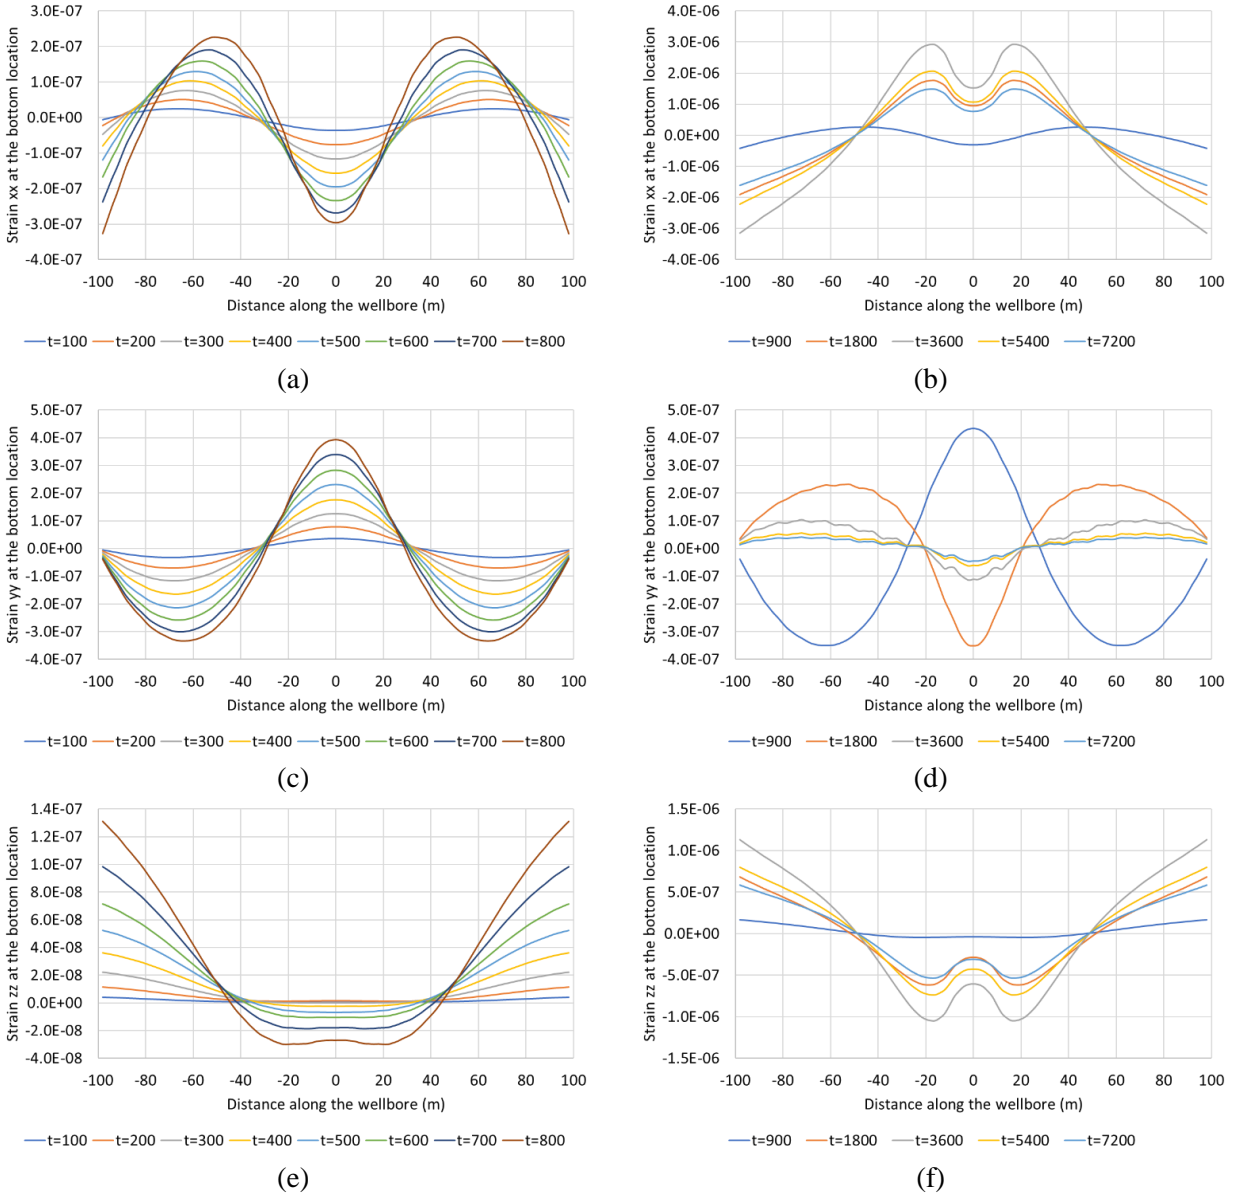 3.0E-07
2.0E-07
1.0E-07
0.0E+00
-1.0E-07
-2.0E-07
-3.0E-07
-4.0E-07
Strain xx at the bottom location
-100 -80 -60 -40 -20 0 20 40 60 80 100
Distance along the wellbore (m)
t=100 t=200 t=300 t=400 t=500 t=600 t=700 t=800
(a)
4.0E-06
3.0E-06
2.0E-06
1.0E-06
0.0E+00
-1.0E-06
-2.0E-06
-3.0E-06
-4.0E-06
Strain xx at the bottom location
-100 -80 -60 -40 -20 0 20 40 60 80 100
Distance along the wellbore (m)
t=900 t=1800 t=3600 t=5400 t=7200
(b)
5.0E-07
4.0E-07
3.0E-07
2.0E-07
1.0E-07
0.0E+00
-1.0E-07
-2.0E-07
-3.0E-07
-4.0E-07
Strain yy at the bottom location
-100 -80 -60 -40 -20 0 20 40 60 80 100
Distance along the wellbore (m)
t=100 t=200 t=300 t=400 t=500 t=600 t=700 t=800
(c)
5.0E-07
4.0E-07
3.0E-07
2.0E-07
1.0E-07
0.0E+00
-1.0E-07
-2.0E-07
-3.0E-07
-4.0E-07
Strain yy at the bottom location
-100 -80 -60 -40 -20 0 20 40 60 80 100
Distance along the wellbore (m)
t=900 t=1800 t=3600 t=5400 t=7200
(d)
1.4E-07
1.2E-07
1.0E-07
8.0E-08
6.0E-08
4.0E-08
2.0E-08
0.0E+00
-2.0E-08
-4.0E-08
Strain zz at the bottom location
-100 -80 -60 -40 -20 0 20 40 60 80 100
Distance along the wellbore (m)
t=100 t=200 t=300 t=400 t=500 t=600 t=700 t=800
(e)
1.5E-06
1.0E-06
5.0E-07
0.0E+00
-5.0E-07
-1.0E-06
-1.5E-06
Strain zz at the bottom location
-100 -80 -60 -40 -20 0 20 40 60 80 100
Distance along the wellbore (m)
t=900 t=1800 t=3600 t=5400 t=7200
(f)